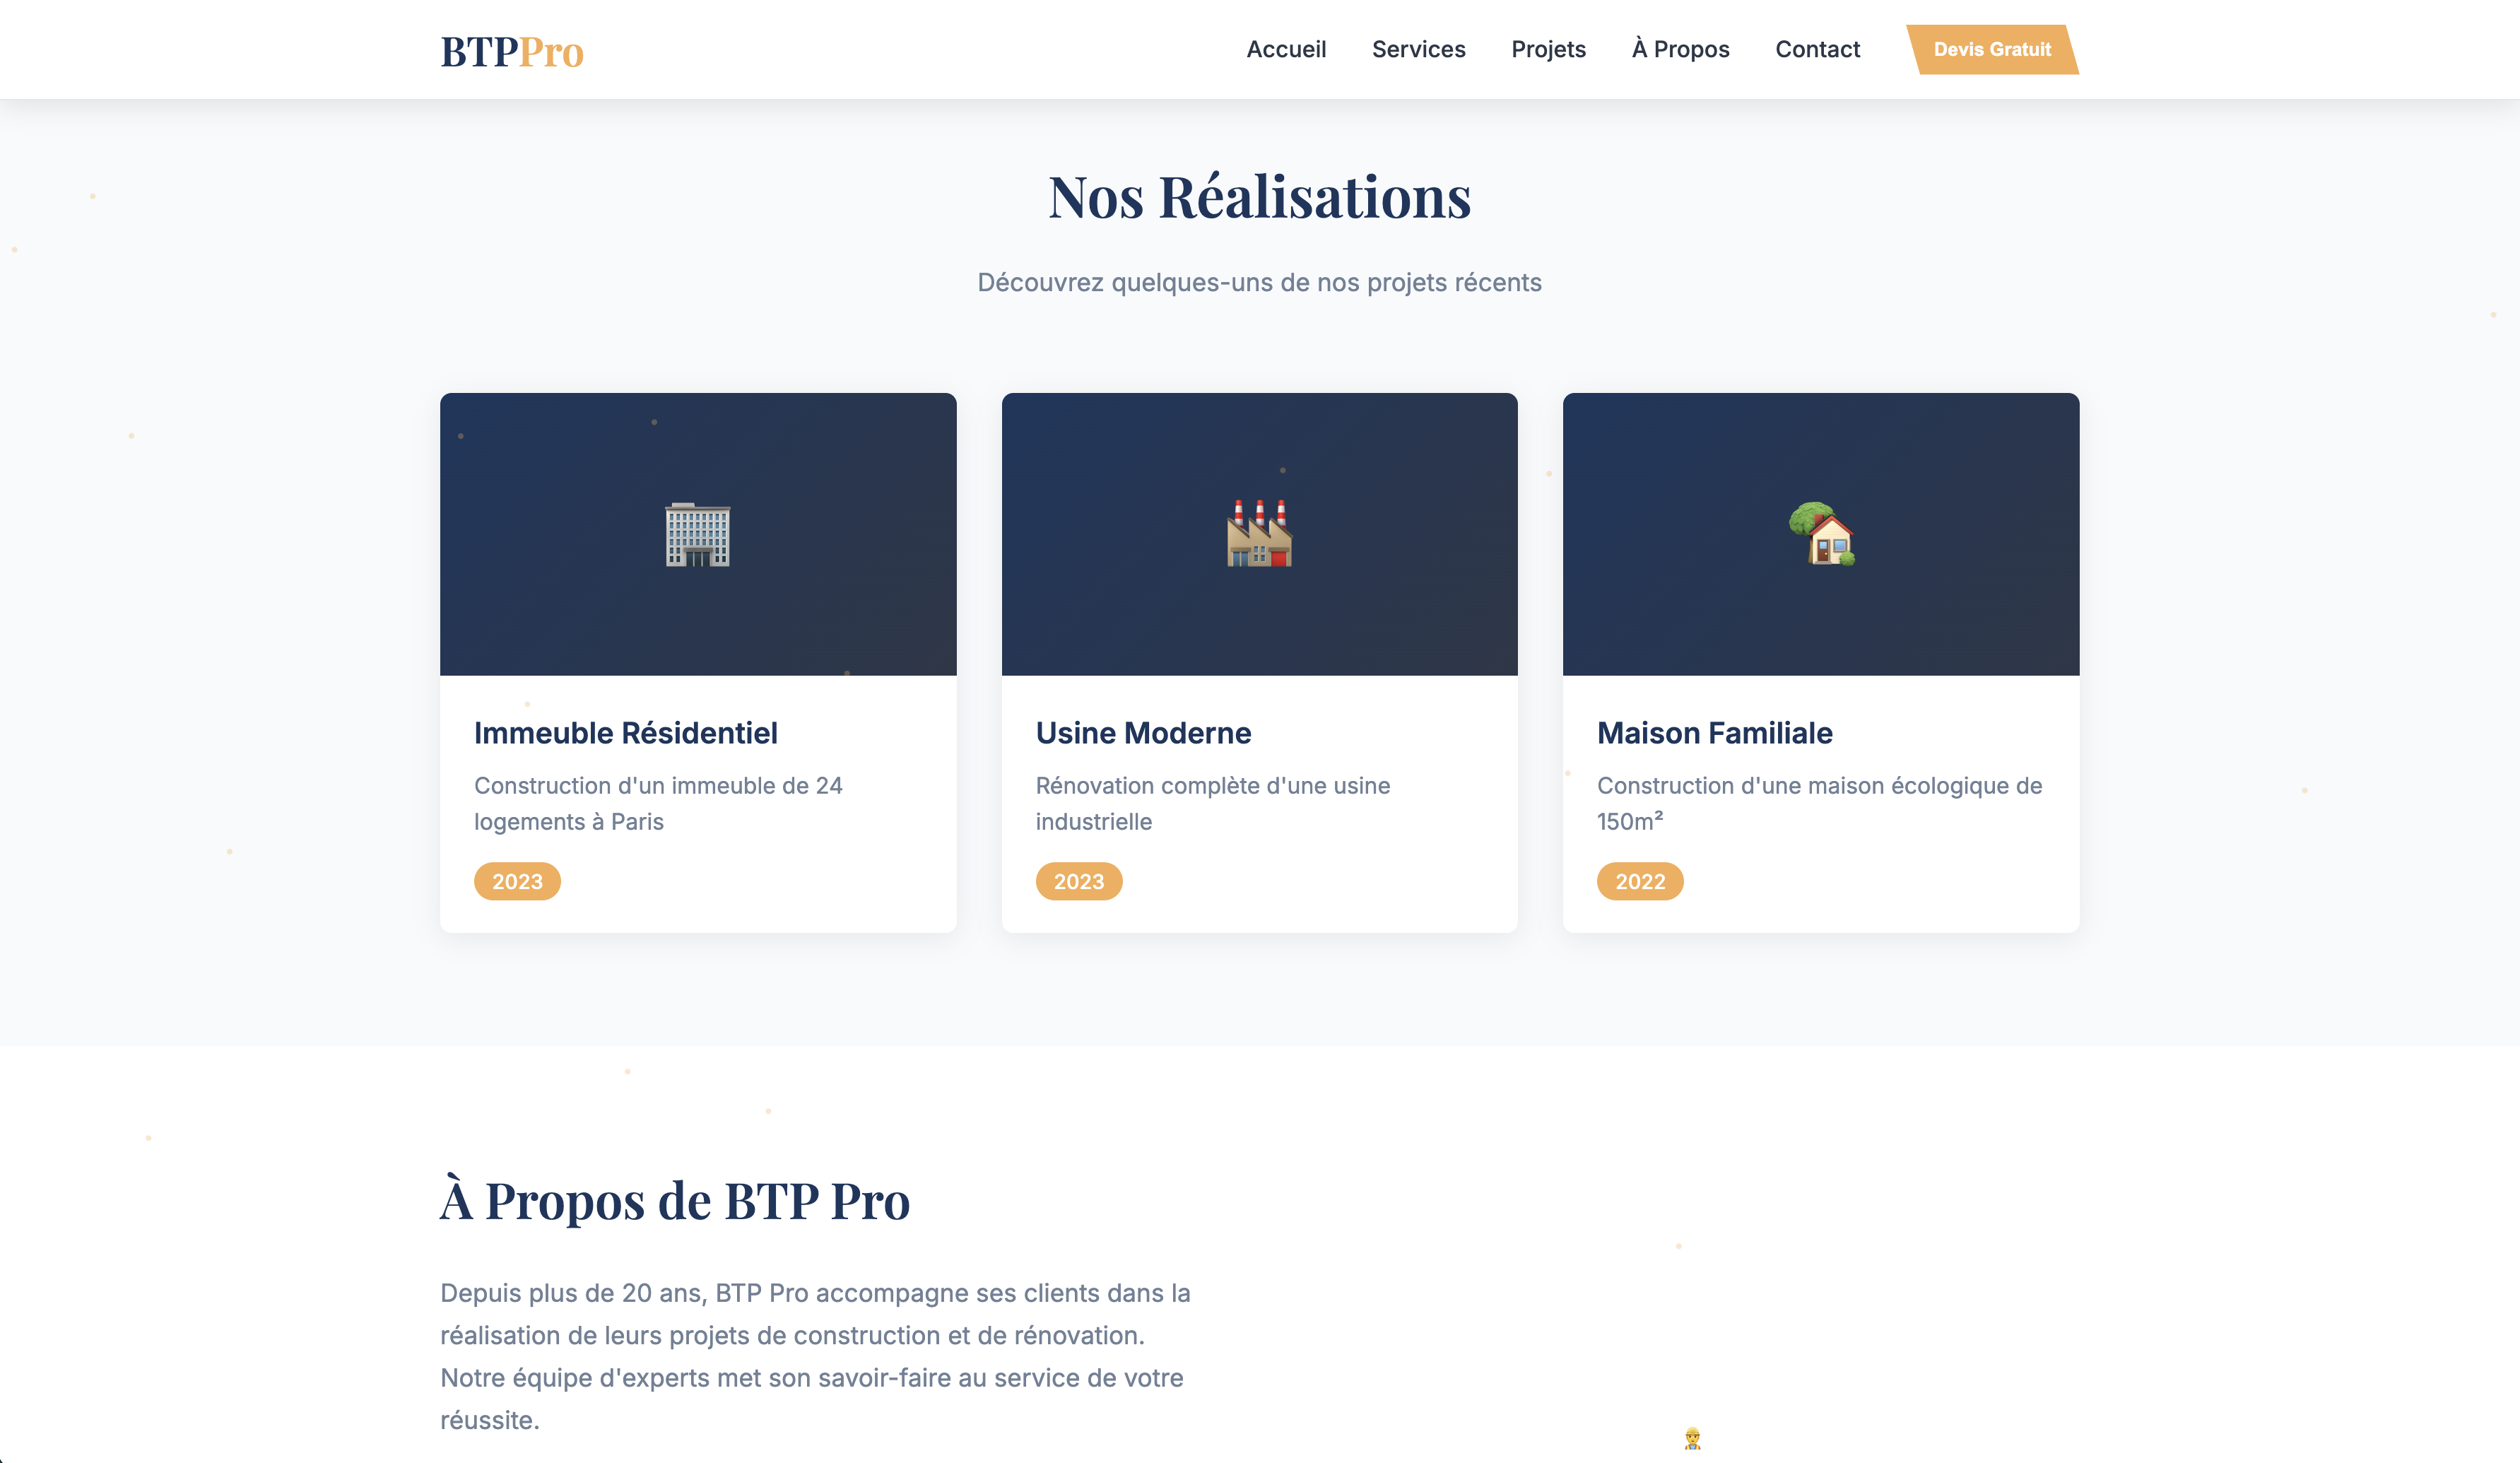 BTPPro
Accueil Services Projets À Propos Contact Devis Gratuit
Nos Réalisations
Découvrez quelques-uns de nos projets récents
Immeuble Résidentiel
Construction d'un immeuble de 24
logements à Paris
2023
Usine Moderne
Rénovation complète d'une usine
industrielle
2023
Maison Familiale
Construction d'une maison écologique de
150m²
2022
À Propos de BTP Pro
Depuis plus de 20 ans, BTP Pro accompagne ses clients dans la
réalisation de leurs projets de construction et de rénovation.
Notre équipe d'experts met son savoir-faire au service de votre
réussite.